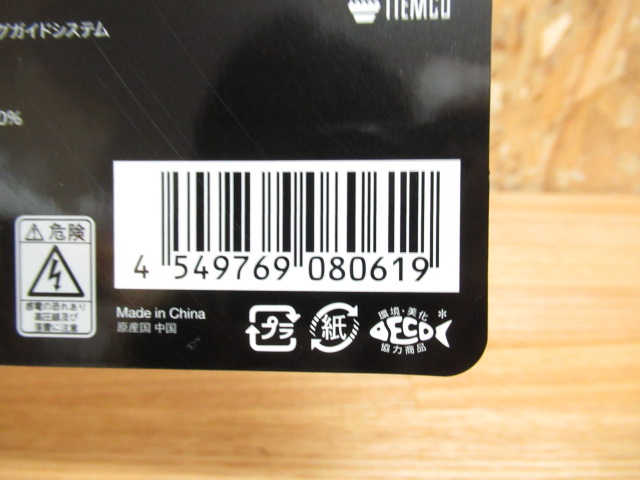 ITEMCO
グガイドシステム
0%
4 549769 080619
危険
感電の恐れあり
高圧線及び
落雷に注意
Made in China
原産国 中国
プラ
紙
環境・美化
ECO
*
協力商品